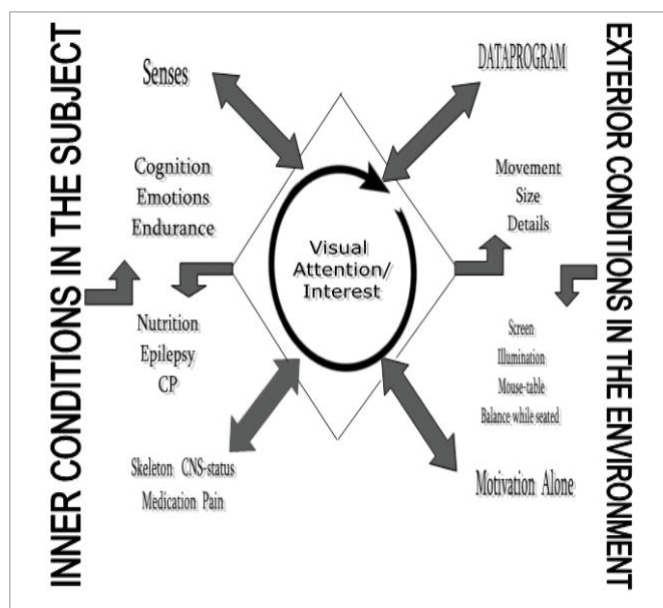 INNER CONDITIONS IN THE SUBJECT
Senses
Cognition
Emotions
Endurance
Nutrition
Epilepsy
CP
Skeleton CNS-status
Medication Pain
Visual
Attention/
Interest
DATAPROGRAM
Movement
Size
Details
Screen
Illumination
Mouse-table
Balance while seated
Motivation Alone
EXTERIOR CONDITIONS IN THE ENVIRONMENT